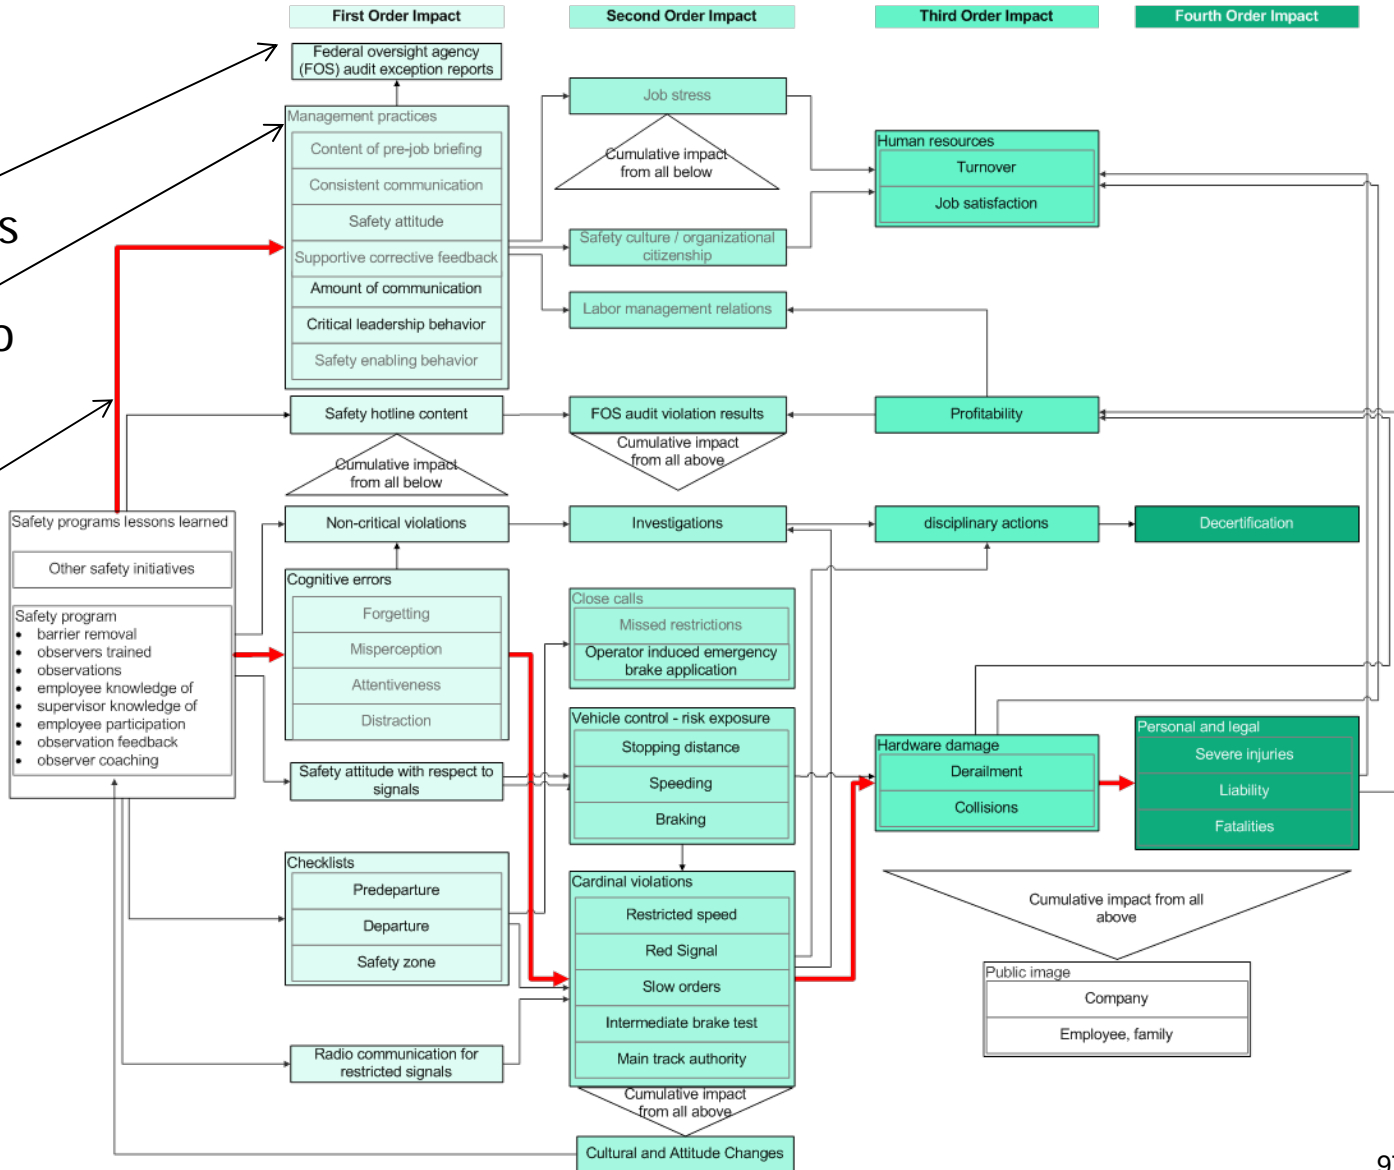 First Order Impact
Second Order Impact
Third Order Impact
Fourth Order Impact
Federal oversight agency
(FOS) audit exception reports
Management practices
Content of pre-job briefing
Consistent communication
Safety attitude
Supportive corrective feedback
Amount of communication
Critical leadership behavior
Safety enabling behavior
Job stress
Cumulative impact
from all below
Safety culture / organizational
citizenship
Labor management relations
Human resources
Turnover
Job satisfaction
s
Safety hotline content
FOS audit violation results
Profitability
Cumulative impact
from all below
Cumulative impact
from all above
Safety programs lessons learned
Other safety initiatives
Safety program
• barrier removal
• observers trained
• observations
• employee knowledge of
• supervisor knowledge of
• employee participation
• observation feedback
• observer coaching
Non-critical violations
Investigations
disciplinary actions
Decertification
Cognitive errors
Forgetting
Misperception
Attentiveness
Distraction
Close calls
Missed restrictions
Operator induced emergency
brake application
Safety attitude with respect to
signals
Vehicle control - risk exposure
Stopping distance
Speeding
Braking
Hardware damage
Derailment
Collisions
Personal and legal
Severe injuries
Liability
Fatalities
Checklists
Predeparture
Departure
Safety zone
Cardinal violations
Restricted speed
Red Signal
Slow orders
Intermediate brake test
Main track authority
Cumulative impact from all
above
Public image
Company
Employee, family
Radio communication for
restricted signals
Cumulative impact
from all above
Cultural and Attitude Changes